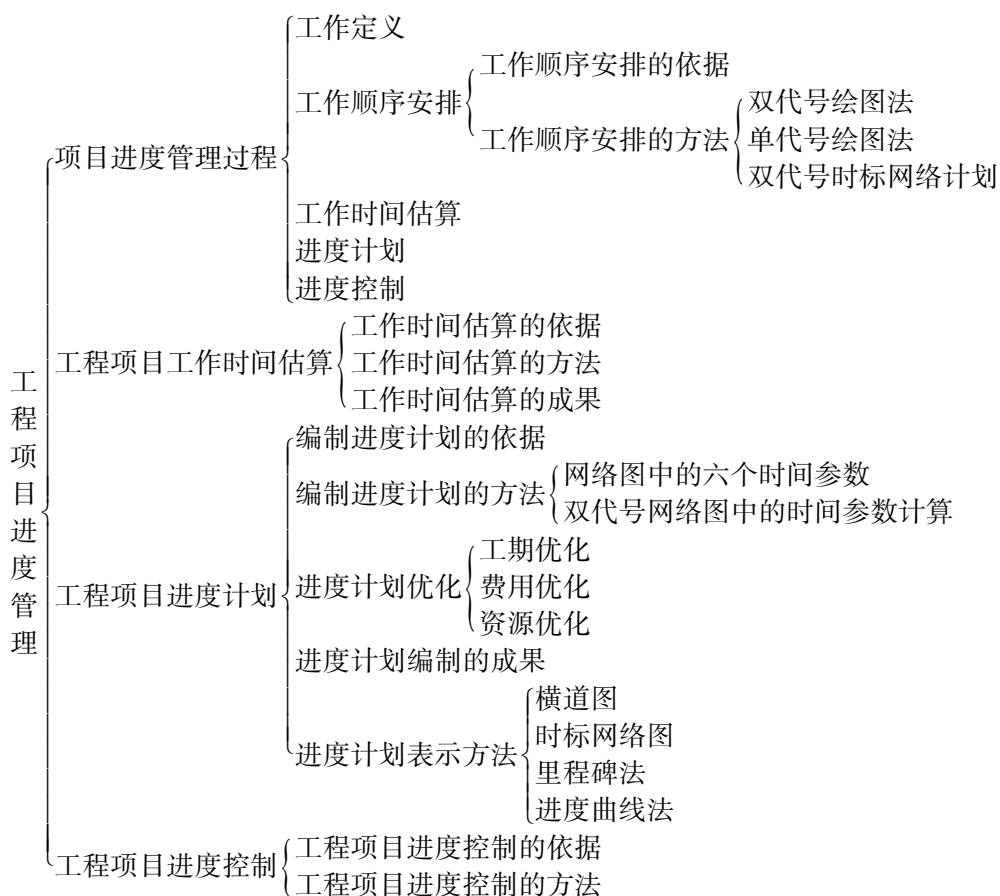 工程项目进度管理
项目进度管理过程
工作定义
工作顺序安排
工作顺序安排的依据
工作顺序安排的方法
双代号绘图法
单代号绘图法
双代号时标网络计划
工作时间估算
进度计划
进度控制
工程项目工作时间估算
工作时间估算的依据
工作时间估算的方法
工作时间估算的成果
工程项目进度计划
编制进度计划的依据
编制进度计划的方法
网络图中的六个时间参数
双代号网络图中的时间参数计算
进度计划优化
工期优化
费用优化
资源优化
进度计划编制的成果
进度计划表示方法
横道图
时标网络图
里程碑法
进度曲线法
工程项目进度控制
工程项目进度控制的依据
工程项目进度控制的方法